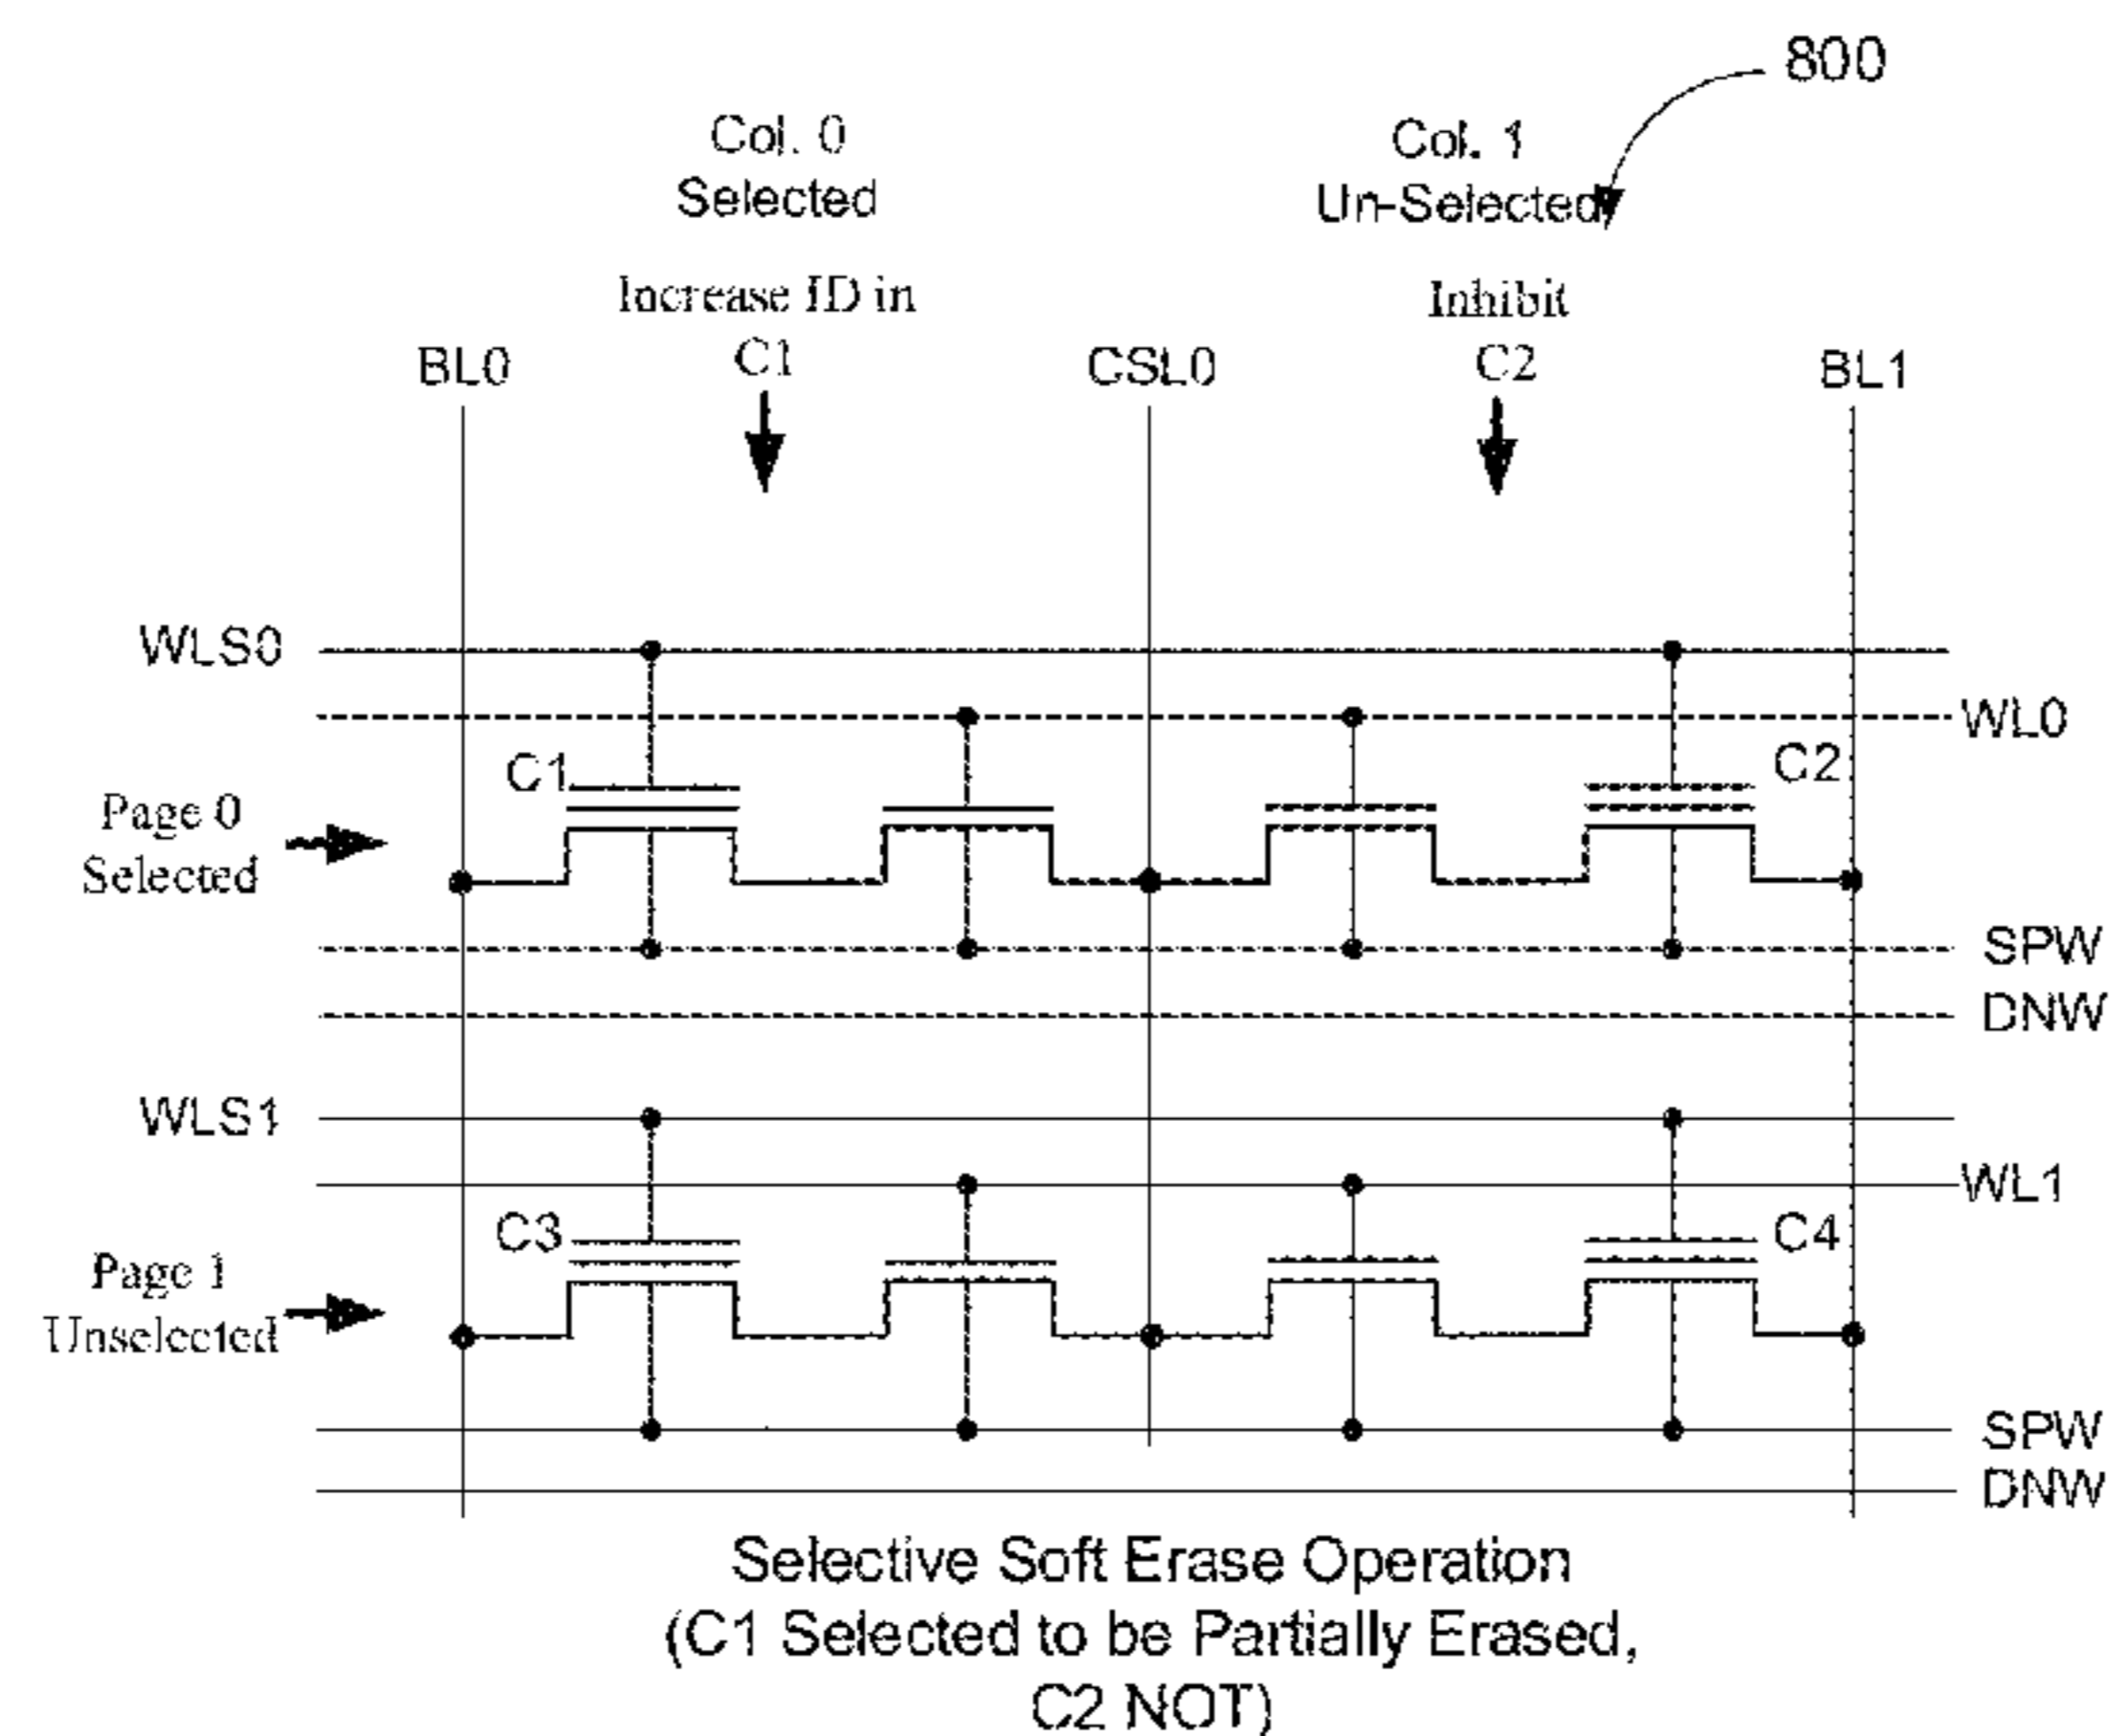 800
Col. 0
Selected
Col. 1
Un-Selected
Increase ID in
C1
Inhibit
C2
BL0
CSL0
BL1
WLS0
WL0
C1
C2
Page 0
Selected
SPW
DNW
WLS1
WL1
C3
C4
Page 1
Unselected
SPW
DNW
Selective Soft Erase Operation
(C1 Selected to be Partially Erased,
C2 NOT)